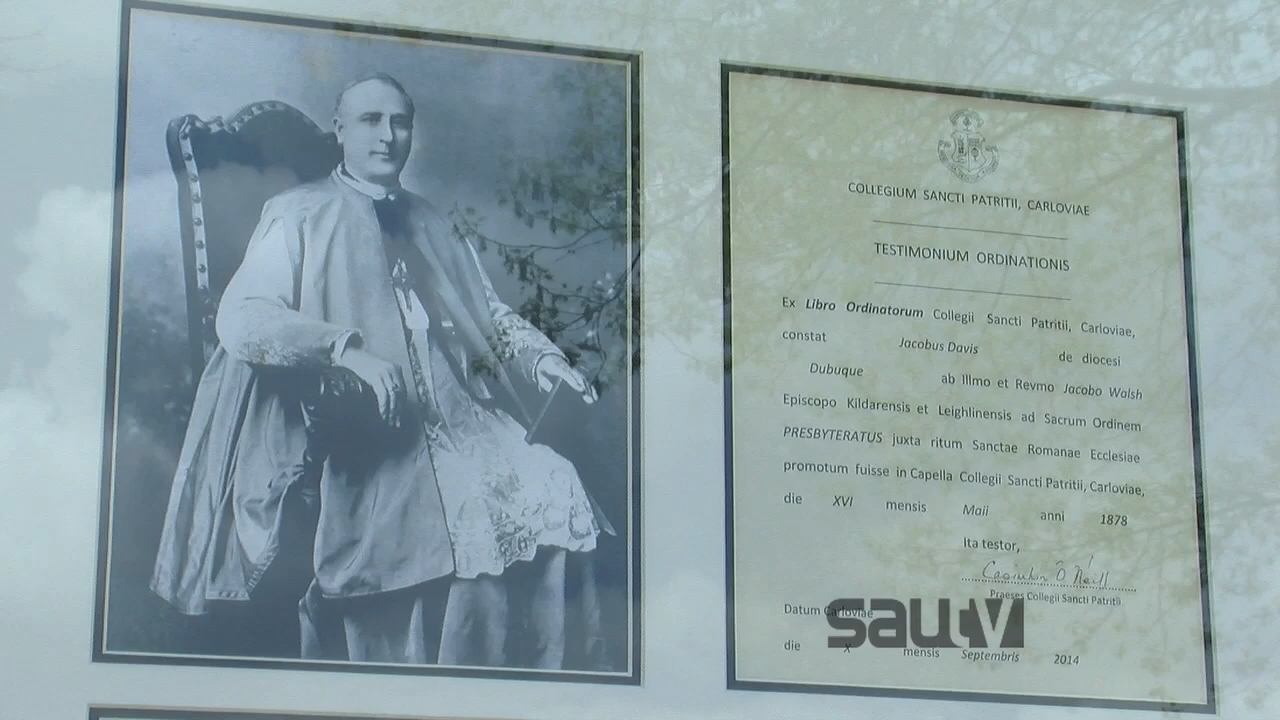 COLLEGIUM SANCTI PATRITII, CARLOVIAE
TESTIMONIUM ORDINATIONIS
Ex Libro Ordinatorum Collegii Sancti Patritii, Carloviae,
constat Jacobus Davis de diocesi
Dubuque ab Illmo et Revmo Jacobo Walsh
Episcopo Kildarensis et Leighlinensis ad Sacrum Ordinem
PRESBYTERATUS juxta ritum Sanctae Romanae Ecclesiae
promotum fuisse in Capella Collegii Sancti Patritii, Carloviae,
die XVI mensis Maii anni 1878
Ita testor,
Caoimhín Ó Néill
Praeses Collegii Sancti Patritii
Datum Carloviae
sautv
die X mensis Septembris 2014